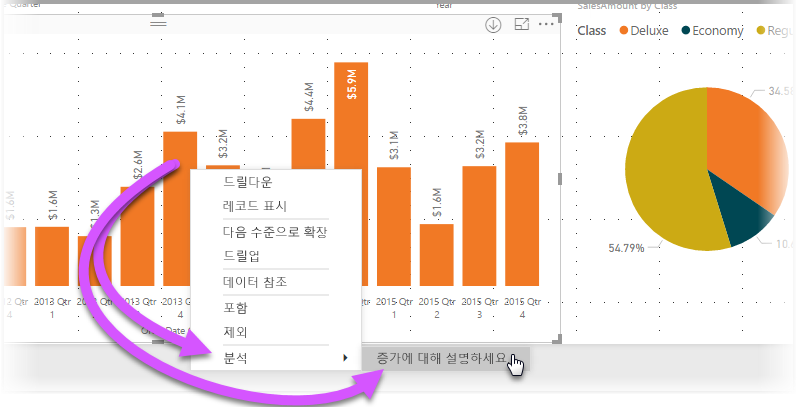 Quarter
Year
SalesAmount by Class
Class Deluxe Economy Regu
$1.6M
$1.6M
$1.3M
$2.6M
$4.1M
$3.2M
$4.4M
$5.9M
$3.1M
$1.6M
$3.2M
$3.8M
34.5
10.
54.79%
드릴다운
레코드 표시
다음 수준으로 확장
드릴업
데이터 참조
포함
제외
분석
증가에 대해 설명하세요.
2013 Qtr 1
2013 Qtr 2
2013 Qtr 3
2013 Qtr 4
2015 Qtr 1
2015 Qtr 2
2015 Qtr 3
2015 Qtr 4
Date